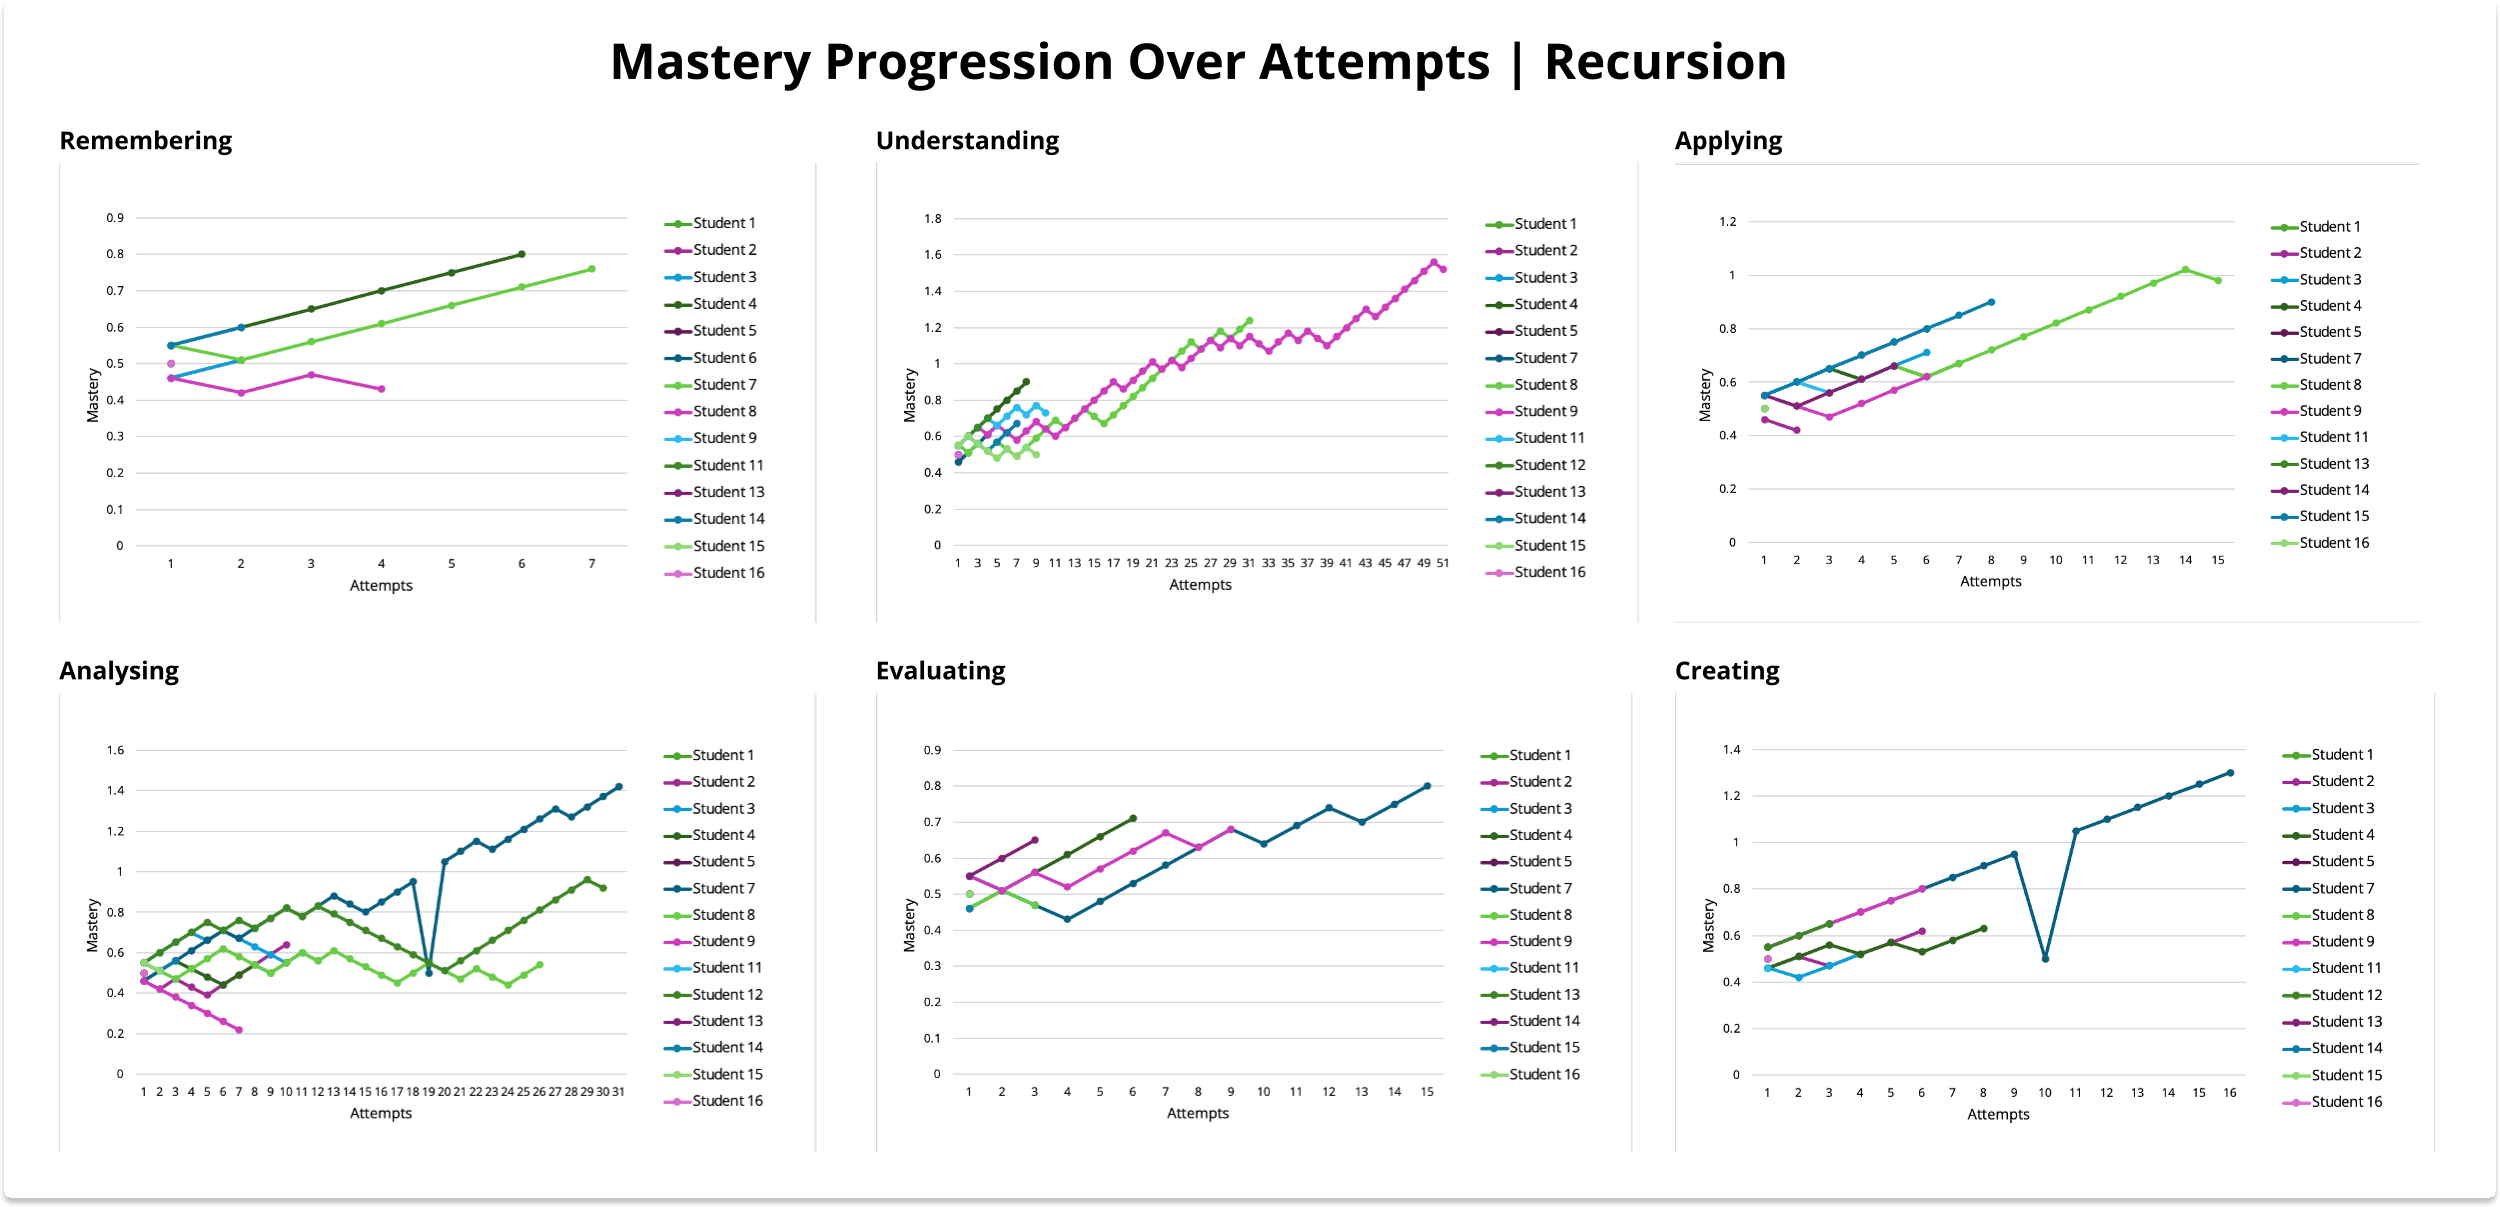 Mastery Progression Over Attempts | Recursion
Remembering
0.9
0.8
0.7
0.6
0.5
0.4
0.3
0.2
0.1
0
Mastery
1 2 3 4 5 6 7
Attempts
Student 1
Student 2
Student 3
Student 4
Student 5
Student 6
Student 7
Student 8
Student 9
Student 11
Student 13
Student 14
Student 15
Student 16
Understanding
1.8
1.6
1.4
1.2
1
0.8
0.6
0.4
0.2
0
Mastery
1 3 5 7 9 11 13 15 17 19 21 23 25 27 29 31 33 35 37 39 41 43 45 47 49 51
Attempts
Student 1
Student 2
Student 3
Student 4
Student 5
Student 7
Student 8
Student 9
Student 11
Student 12
Student 13
Student 14
Student 15
Student 16
Applying
1.2
1
0.8
0.6
0.4
0.2
0
Mastery
1 2 3 4 5 6 7 8 9 10 11 12 13 14 15
Attempts
Student 1
Student 2
Student 3
Student 4
Student 5
Student 7
Student 8
Student 9
Student 11
Student 13
Student 14
Student 15
Student 16
Analysing
1.6
1.4
1.2
1
0.8
0.6
0.4
0.2
0
Mastery
1 2 3 4 5 6 7 8 9 10 11 12 13 14 15 16 17 18 19 20 21 22 23 24 25 26 27 28 29 30 31
Attempts
Student 1
Student 2
Student 3
Student 4
Student 5
Student 7
Student 8
Student 9
Student 11
Student 12
Student 13
Student 14
Student 15
Student 16
Evaluating
0.9
0.8
0.7
0.6
0.5
0.4
0.3
0.2
0.1
0
Mastery
1 2 3 4 5 6 7 8 9 10 11 12 13 14 15
Attempts
Student 1
Student 2
Student 3
Student 4
Student 5
Student 7
Student 8
Student 9
Student 11
Student 13
Student 14
Student 15
Student 16
Creating
1.4
1.2
1
0.8
0.6
0.4
0.2
0
Mastery
1 2 3 4 5 6 7 8 9 10 11 12 13 14 15 16
Attempts
Student 1
Student 2
Student 3
Student 4
Student 5
Student 7
Student 8
Student 9
Student 11
Student 12
Student 13
Student 14
Student 15
Student 16